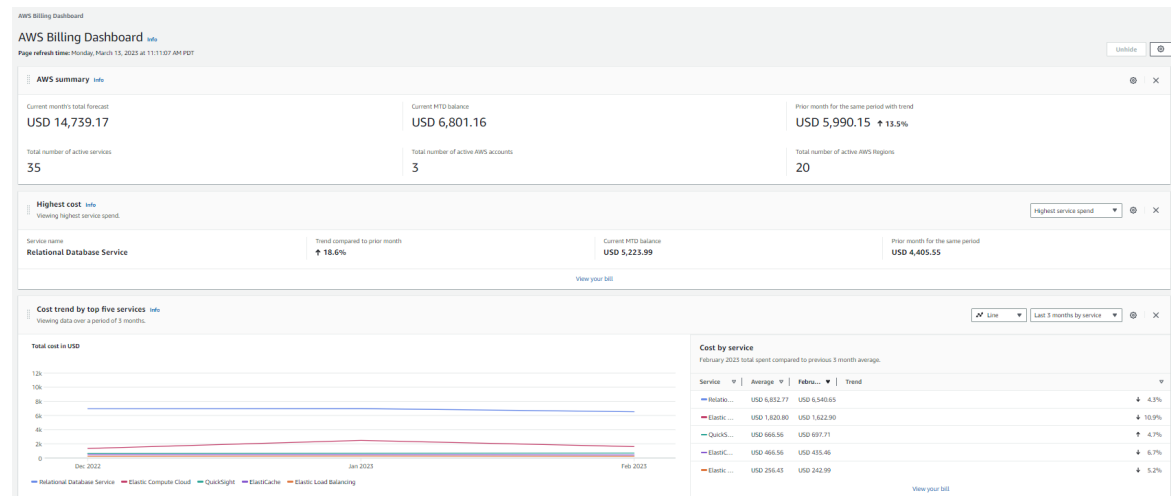 AWS Billing Dashboard
AWS Billing Dashboard Info
Page refresh time: Monday, March 13, 2023 at 11:11:07 AM PDT
Unhide
AWS summary Info
Current month's total forecast
USD 14,739.17
Current MTD balance
USD 6,801.16
Prior month for the same period with trend
USD 5,990.15 ↑ 13.5%
Total number of active services
35
Total number of active AWS accounts
3
Total number of active AWS Regions
20
Highest cost Info
Viewing highest service spend.
Highest service spend
Service name
Relational Database Service
Trend compared to prior month
↑ 18.6%
Current MTD balance
USD 5,223.99
Prior month for the same period
USD 4,405.55
View your bill
Cost trend by top five services Info
Viewing data over a period of 3 months.
Line
Last 3 months by service
Total cost in USD
12k
10k
8k
6k
4k
2k
0
Dec 2022 Jan 2023 Feb 2023
Relational Database Service Elastic Compute Cloud QuickSight ElastiCache Elastic Load Balancing
Cost by service
February 2023 total spent compared to previous 3 month average.
Service Average Febru... Trend
Relatio... USD 6,832.77 USD 6,540.65 ↓ 4.3%
Elastic ... USD 1,820.80 USD 1,622.90 ↓ 10.9%
QuickS... USD 666.56 USD 697.71 ↑ 4.7%
ElastiC... USD 466.56 USD 435.46 ↓ 6.7%
Elastic ... USD 256.43 USD 242.99 ↓ 5.2%
View your bill